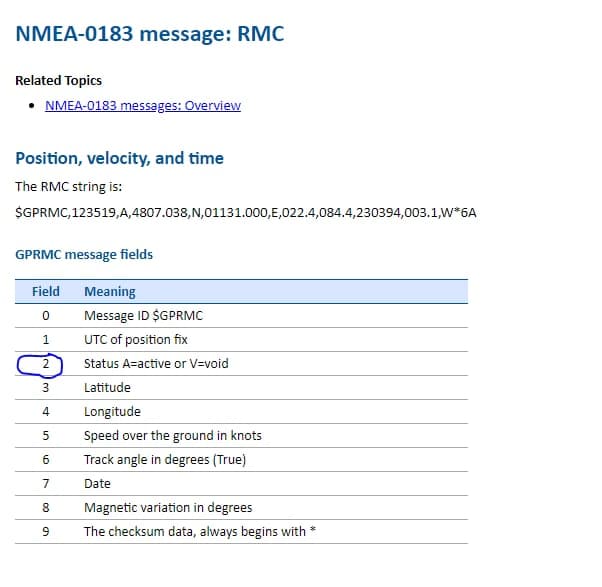 NMEA-0183 message: RMC
Related Topics
• NMEA-0183 messages: Overview
Position, velocity, and time
The RMC string is:
$GPRMC,123519,A,4807.038,N,01131.000,E,022.4,084.4,230394,003.1,W*6A
GPRMC message fields
Field Meaning
0 Message ID $GPRMC
1 UTC of position fix
2 Status A=active or V=void
3 Latitude
4 Longitude
5 Speed over the ground in knots
6 Track angle in degrees (True)
7 Date
8 Magnetic variation in degrees
9 The checksum data, always begins with *